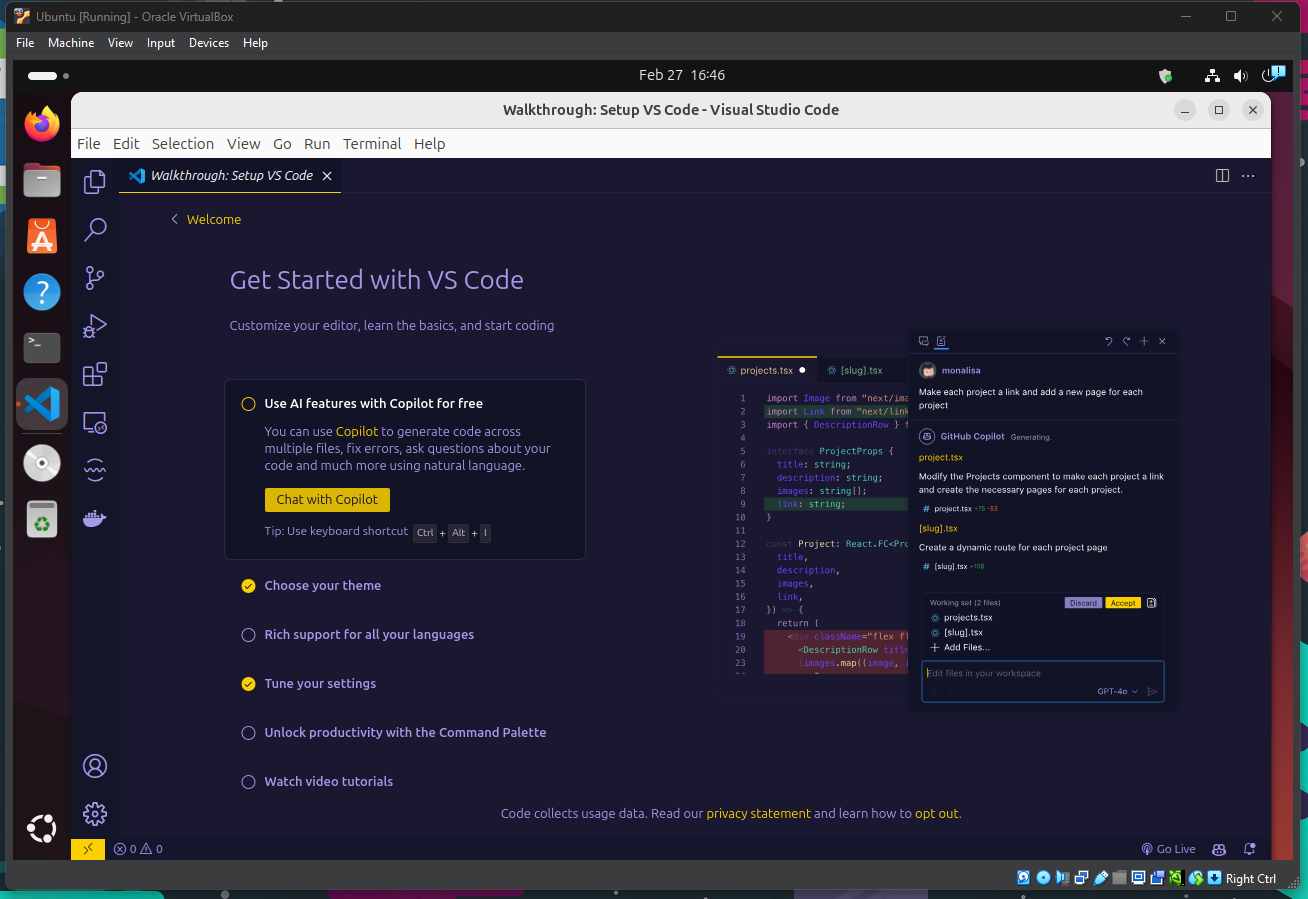 Ubuntu [Running] - Oracle VirtualBox
File Machine View Input Devices Help
Feb 27 16:46
Walkthrough: Setup VS Code - Visual Studio Code
File Edit Selection View Go Run Terminal Help
Walkthrough: Setup VS Code
Welcome
Get Started with VS Code
Customize your editor, learn the basics, and start coding
Use AI features with Copilot for free
You can use Copilot to generate code across
multiple files, fix errors, ask questions about your
code and much more using natural language.
Chat with Copilot
Tip: Use keyboard shortcut Ctrl + Alt + I
Choose your theme
Rich support for all your languages
Tune your settings
Unlock productivity with the Command Palette
Watch video tutorials
projects.tsx [slug].tsx
1 import Image from "next/ima
2 import Link from "next/link
3 import { DescriptionRow } f
4
5 interface ProjectProps {
6 title: string;
7 description: string;
8 images: string[];
9 link: string;
10 }
11
12 const Project: React.FC<Pro
13 title,
14 description,
15 images,
16 link,
17 }) => {
18 return (
19 <div className="flex fl
20 <DescriptionRow title
23 {images.map((image,
monalisa
Make each project a link and add a new page for each
project
GitHub Copilot Generating.
project.tsx
Modify the Projects component to make each project a link
and create the necessary pages for each project.
# project.tsx +75 -53
[slug].tsx
Create a dynamic route for each project page
# [slug].tsx +108
Working set (2 files) Discard Accept
projects.tsx
[slug].tsx
Add Files...
Edit files in your workspace
GPT-4o
Code collects usage data. Read our privacy statement and learn how to opt out.
0 0
Go Live
Right Ctrl